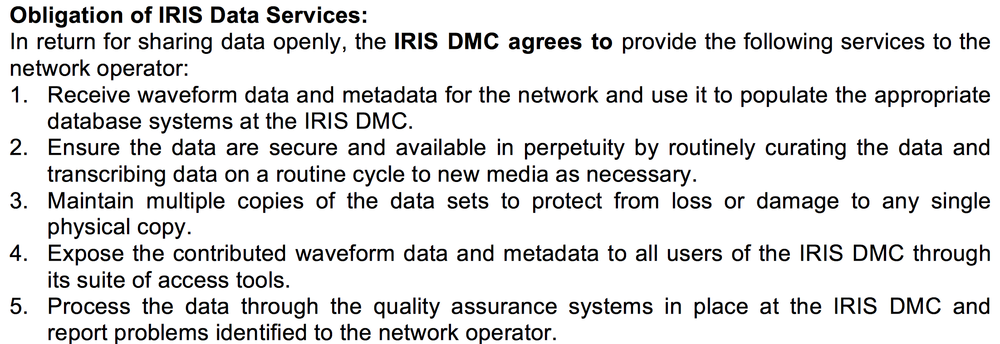 Obligation of IRIS Data Services:
In return for sharing data openly, the IRIS DMC agrees to provide the following services to the
network operator:
1. Receive waveform data and metadata for the network and use it to populate the appropriate
database systems at the IRIS DMC.
2. Ensure the data are secure and available in perpetuity by routinely curating the data and
transcribing data on a routine cycle to new media as necessary.
3. Maintain multiple copies of the data sets to protect from loss or damage to any single
physical copy.
4. Expose the contributed waveform data and metadata to all users of the IRIS DMC through
its suite of access tools.
5. Process the data through the quality assurance systems in place at the IRIS DMC and
report problems identified to the network operator.